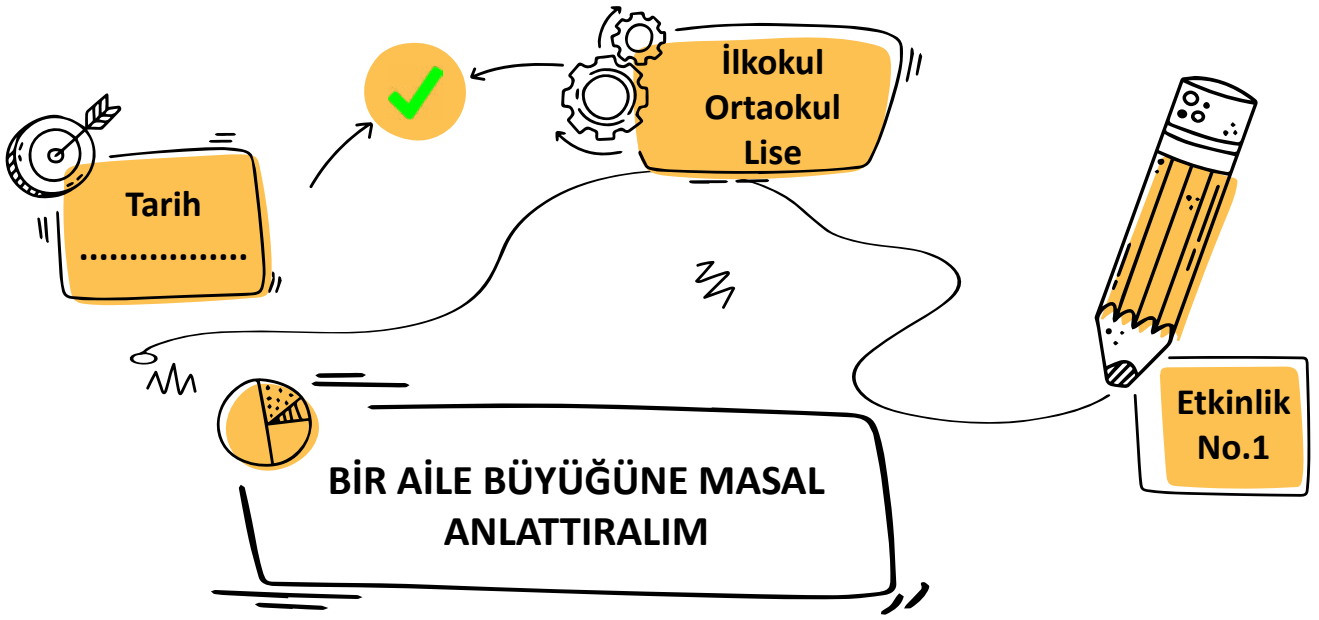 İlkokul
Ortaokul
Lise
Tarih
....................
Etkinlik
No.1
BİR AİLE BÜYÜĞÜNE MASAL
ANLATTIRALIM